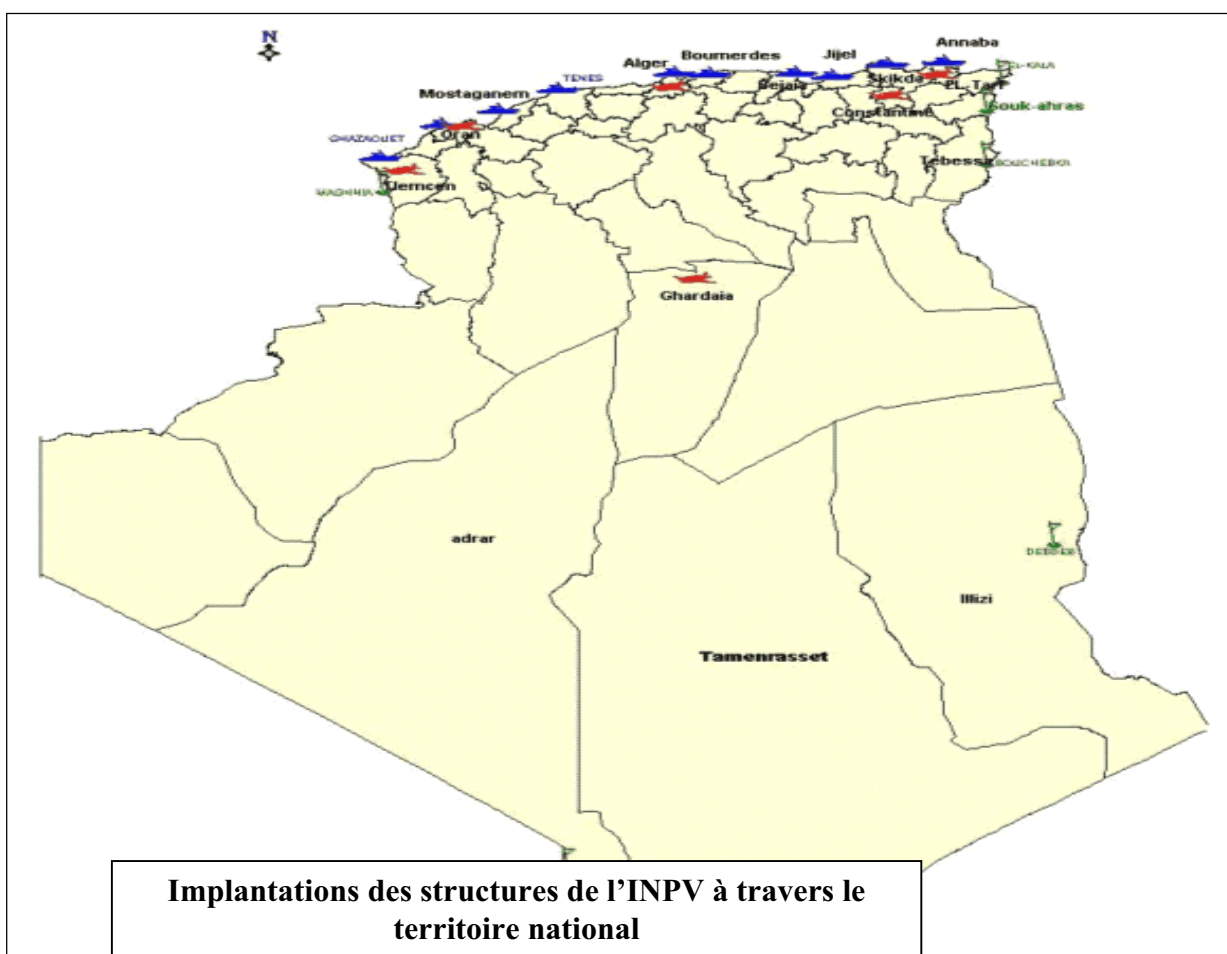 N
Annaba
Jijel
Boumerdes
Alger
EL-KALA
Skikda
Bejaia
EL Tarf
TENES
Mostaganem
Souk-ahras
Constantine
Oran
GHAZAOUET
Tebessa
BOUCHEBKA
MAGHNIA
Tlemcen
Ghardaia
adrar
DEBDEB
Illizi
Tamenrasset
Implantations des structures de l’INPV à travers le
territoire national